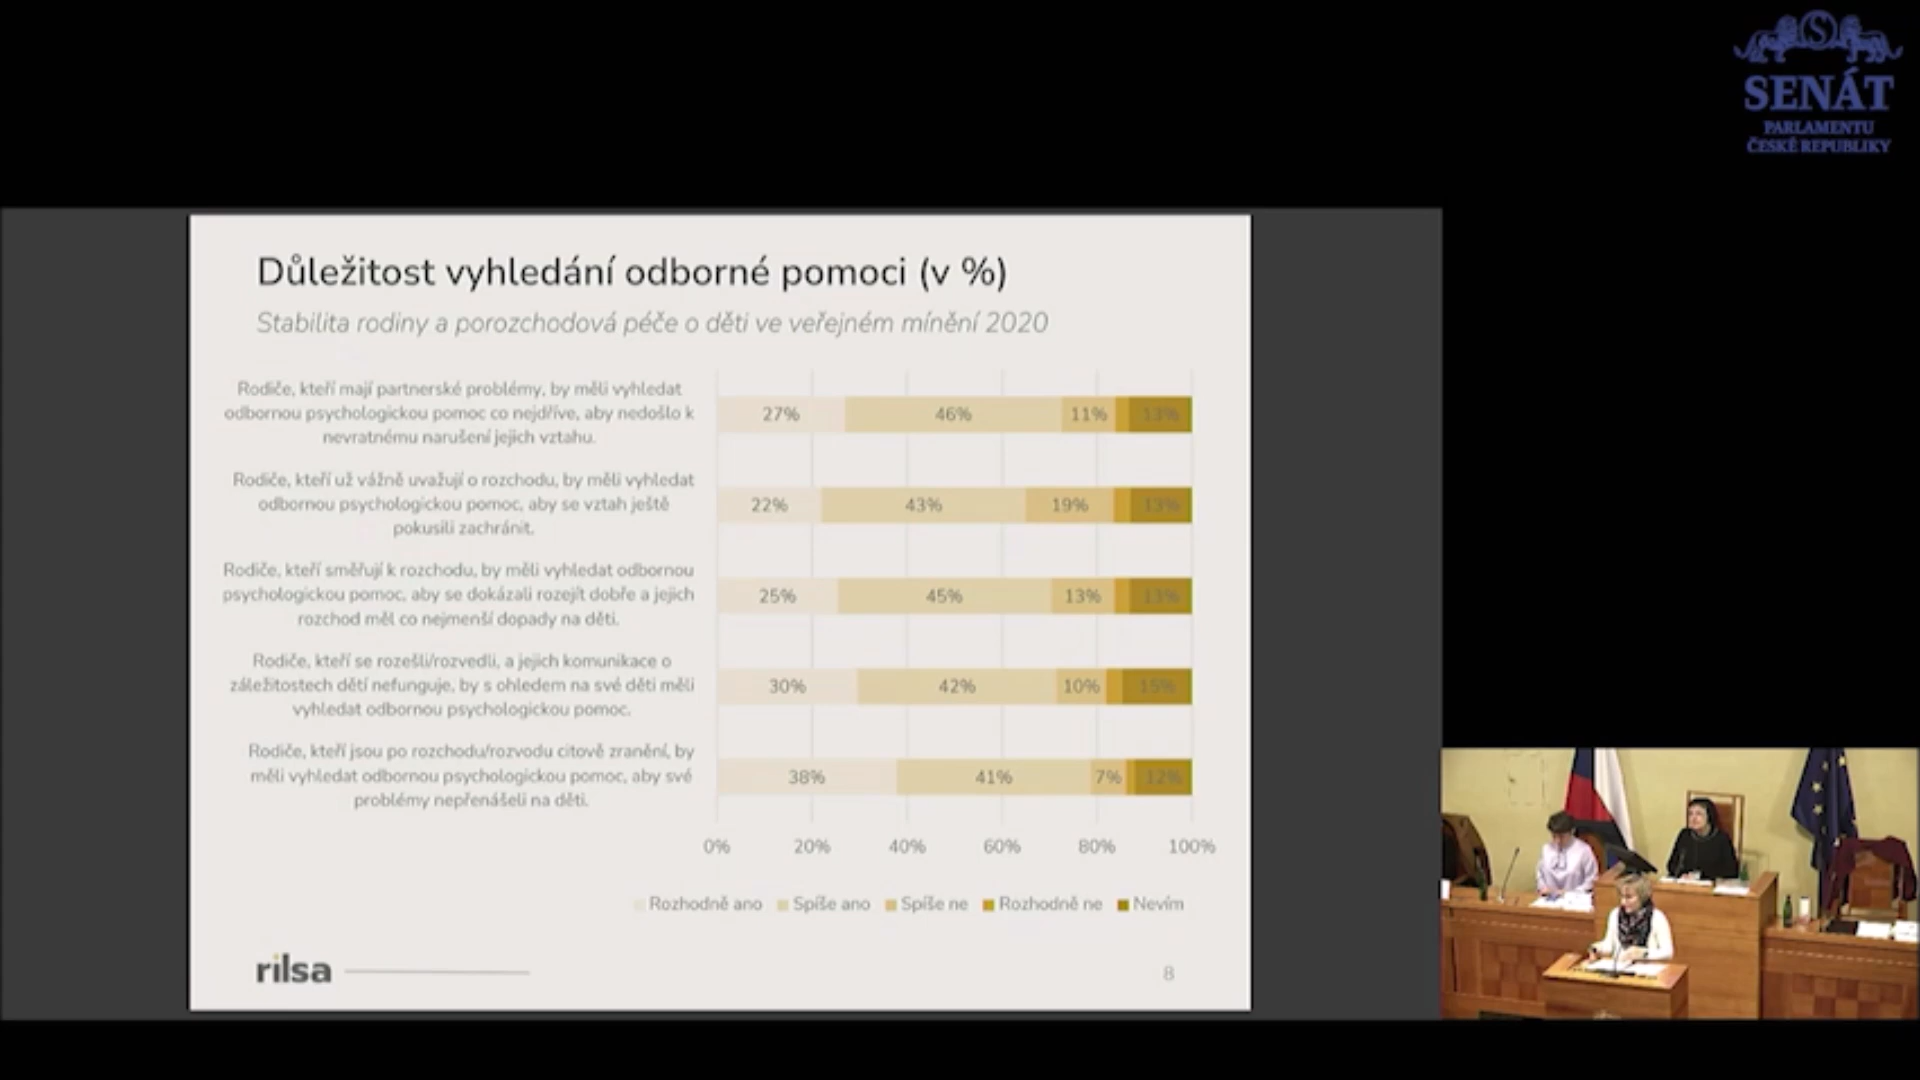 SENÁT
PARLAMENTU
ČESKÉ REPUBLIKY
Důležitost vyhledání odborné pomoci (v %)
Stabilita rodiny a porozchodová péče o děti ve veřejném mínění 2020
Rodiče, kteří mají partnerské problémy, by měli vyhledat
odbornou psychologickou pomoc co nejdříve, aby nedošlo k
nevratnému narušení jejich vztahu.
27% 46% 11% 13%
Rodiče, kteří už vážně uvažují o rozchodu, by měli vyhledat
odbornou psychologickou pomoc, aby se vztah ještě
pokusili zachránit.
22% 43% 19% 13%
Rodiče, kteří směřují k rozchodu, by měli vyhledat odbornou
psychologickou pomoc, aby se dokázali rozejít dobře a jejich
rozchod měl co nejmenší dopady na děti.
25% 45% 13% 13%
Rodiče, kteří se rozešli/rozvedli, a jejich komunikace o
záležitostech dětí nefunguje, by s ohledem na své děti měli
vyhledat odbornou psychologickou pomoc.
30% 42% 10% 15%
Rodiče, kteří jsou po rozchodu/rozvodu citově zranění, by
měli vyhledat odbornou psychologickou pomoc, aby své
problémy nepřenášeli na děti.
38% 41% 7% 12%
0% 20% 40% 60% 80% 100%
Rozhodně ano Spíše ano Spíše ne Rozhodně ne Nevím
rilsa
8